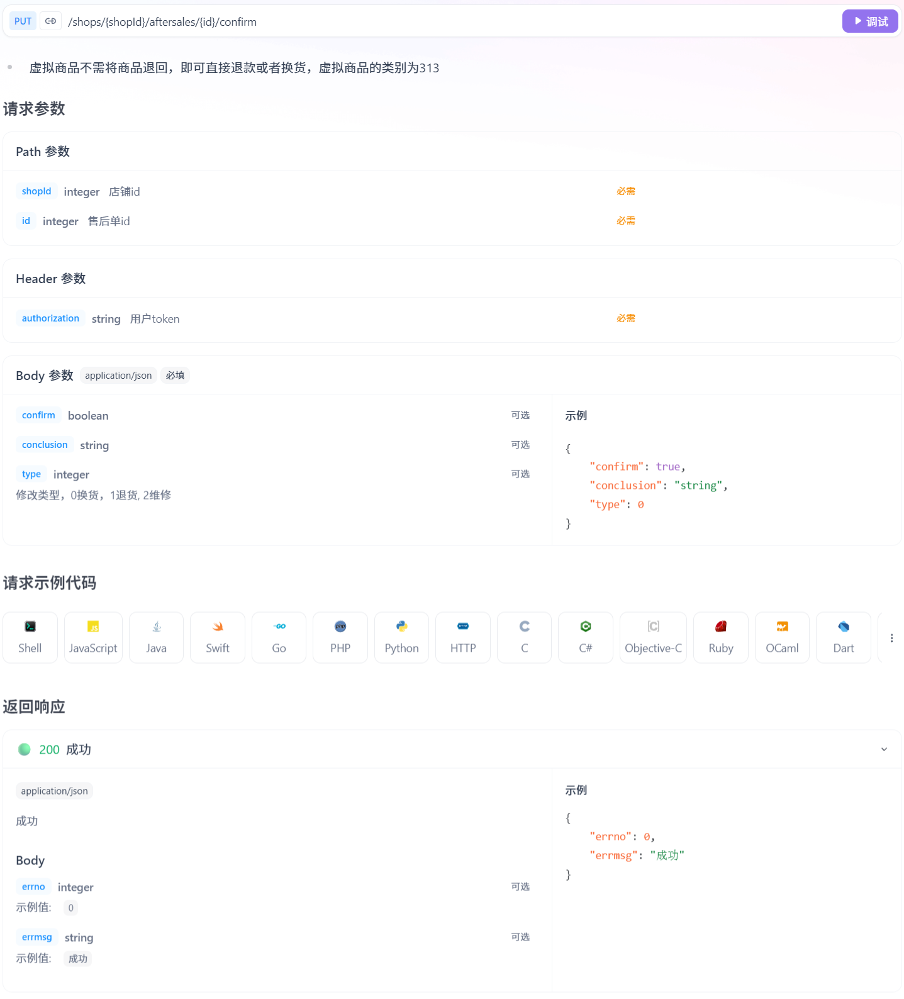 PUT /shops/{shopId}/aftersales/{id}/confirm 调试
虚拟商品不需将商品退回，即可直接退款或者换货，虚拟商品的类别为313
请求参数
Path 参数
shopId integer 店铺id 必需
id integer 售后单id 必需
Header 参数
authorization string 用户token 必需
Body 参数 application/json 必填
confirm boolean 可选
conclusion string 可选
type integer 可选
修改类型，0换货，1退货, 2维修
示例
{
"confirm": true,
"conclusion": "string",
"type": 0
}
请求示例代码
Shell JavaScript Java Swift Go PHP Python HTTP C C# Objective-C Ruby OCaml Dart
返回响应
200 成功
application/json
成功
Body
errno integer 可选
示例值: 0
errmsg string 可选
示例值: 成功
示例
{
"errno": 0,
"errmsg": "成功"
}